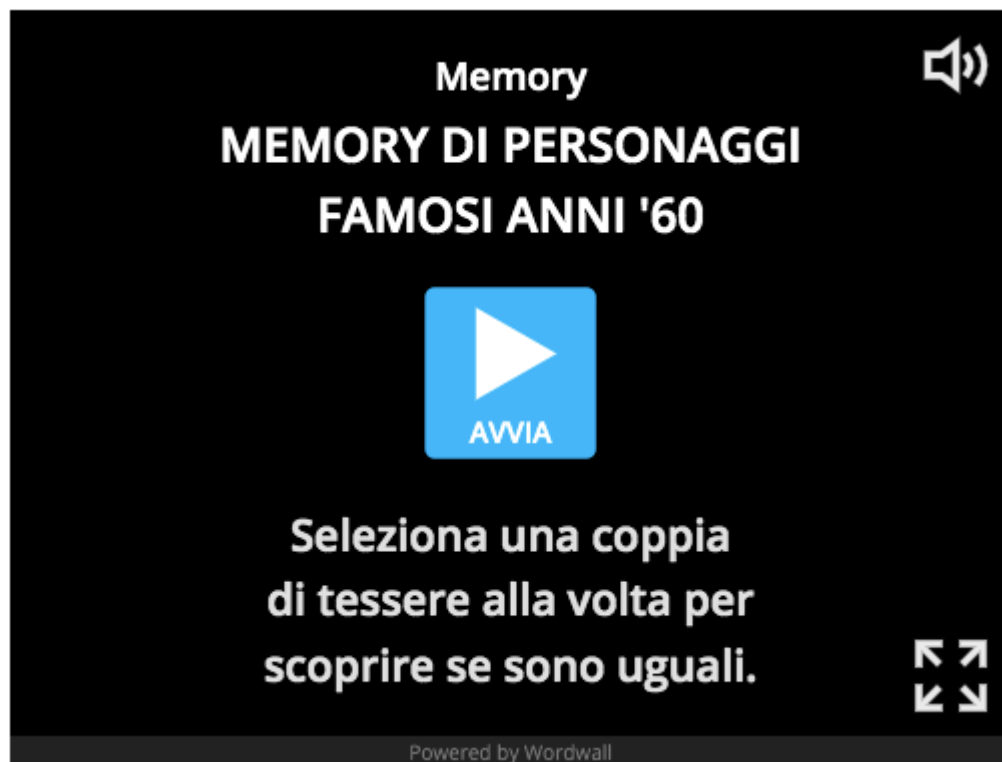 Memory
MEMORY DI PERSONAGGI
FAMOSI ANNI '60
AVVIA
Seleziona una coppia
di tessere alla volta per
scoprire se sono uguali.
Powered by Wordwall